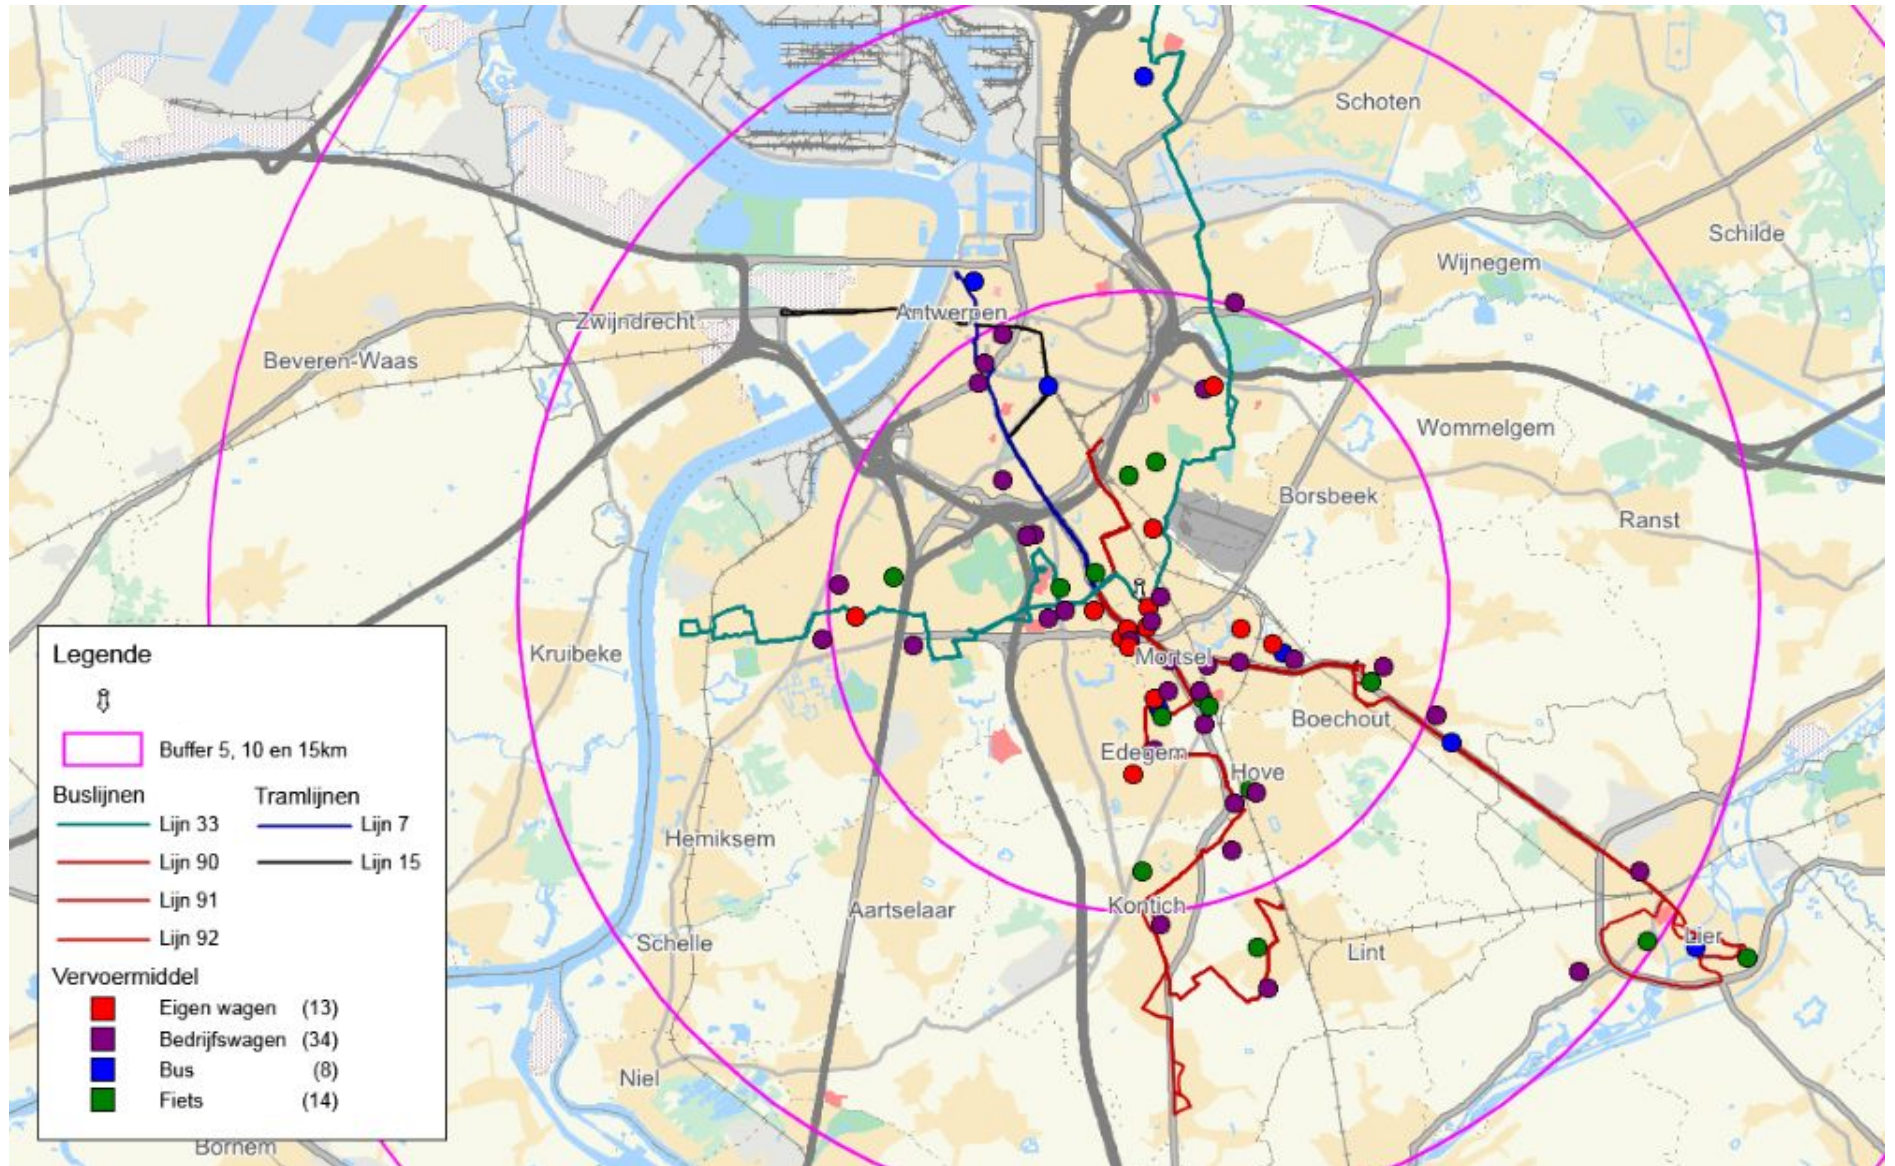 Schoten
Schilde
Wijnegem
Antwerpen
Zwijndrecht
Beveren-Waas
Wommelgem
Borsbeek
Ranst
Kruibeke
Mortsel
Boechout
Edegem
Hove
Hemiksem
Kontich
Aartselaar
Schelle
Lint
Lier
Niel
Bornem
Legende
Buffer 5, 10 en 15km
Buslijnen Tramlijnen
Lijn 33 Lijn 7
Lijn 90 Lijn 15
Lijn 91
Lijn 92
Vervoermiddel
Eigen wagen (13)
Bedrijfswagen (34)
Bus (8)
Fiets (14)